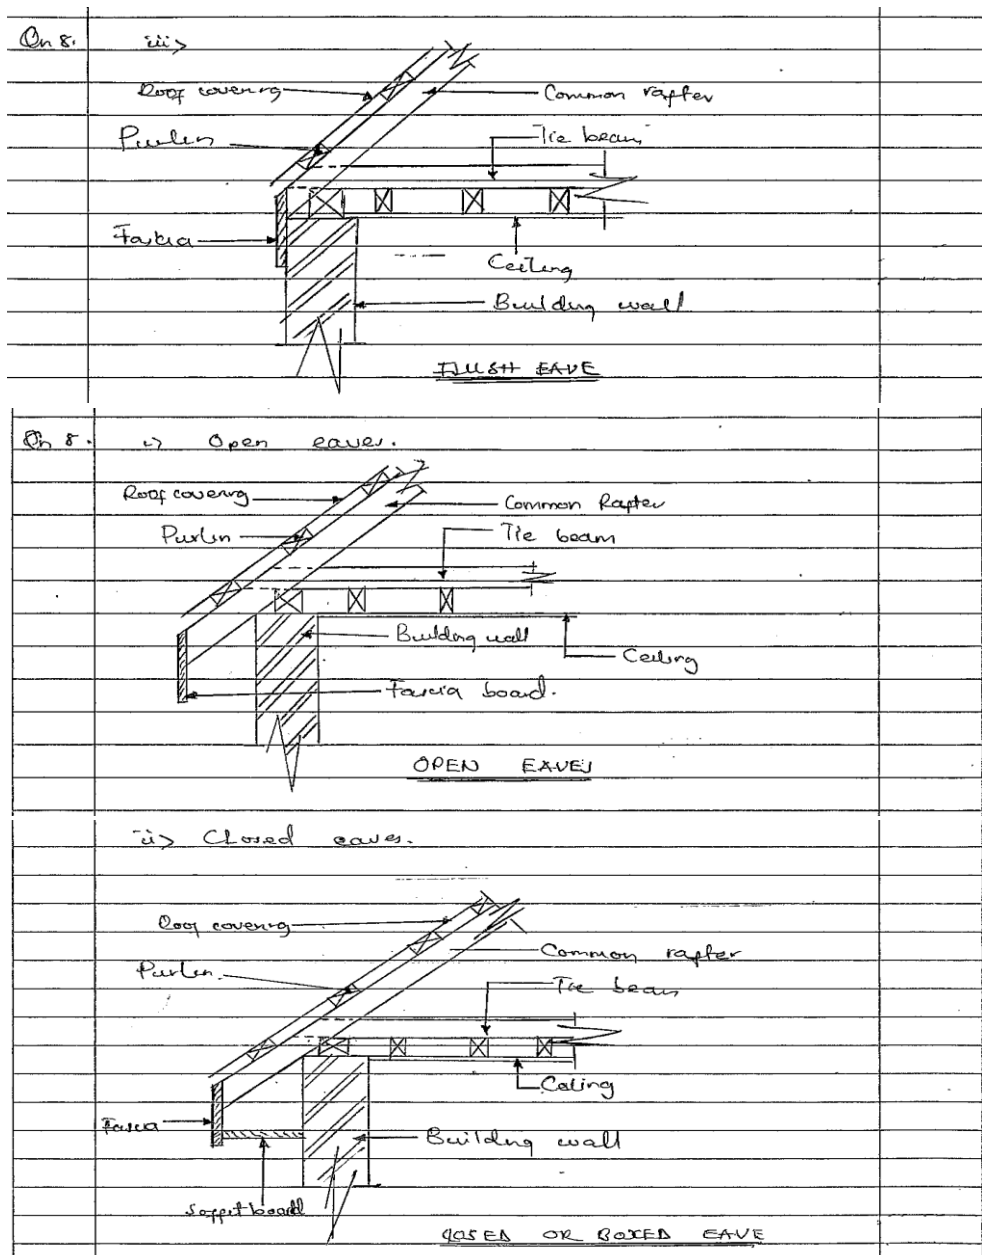 Qn 8. iii>
Roof covering
Common rafter
Purlin
Tie beam
Fascia
Ceiling
Building wall
FLUSH EAVE
Qn 8. i> Open eaves.
Roof covering
Common Rafter
Purlin
Tie beam
Building wall
Ceiling
Fascia board.
OPEN EAVES
ii> Closed eaves.
Roof covering
Common rafter
Purlin.
Tie beam
Ceiling
Fascia
Building wall
Soffit board
CLOSED OR BOXED EAVE